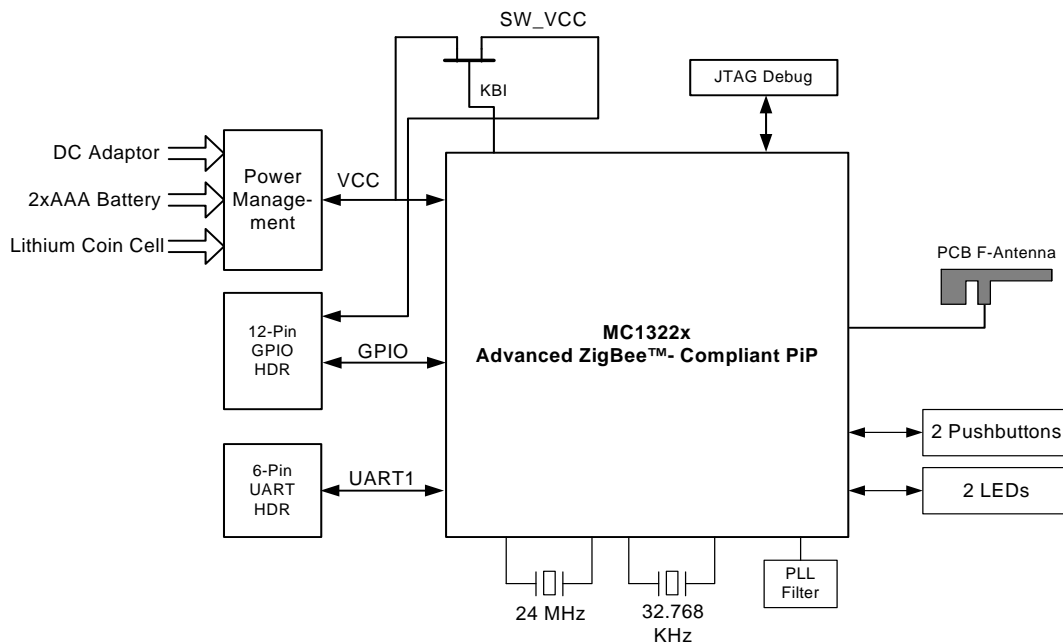 SW_VCC
KBI
JTAG Debug
DC Adaptor
2xAAA Battery
Lithium Coin Cell
Power
Manage-
ment
VCC
PCB F-Antenna
12-Pin
GPIO
HDR
GPIO
MC1322x
Advanced ZigBee™- Compliant PiP
6-Pin
UART
HDR
UART1
2 Pushbuttons
2 LEDs
24 MHz
32.768
KHz
PLL
Filter